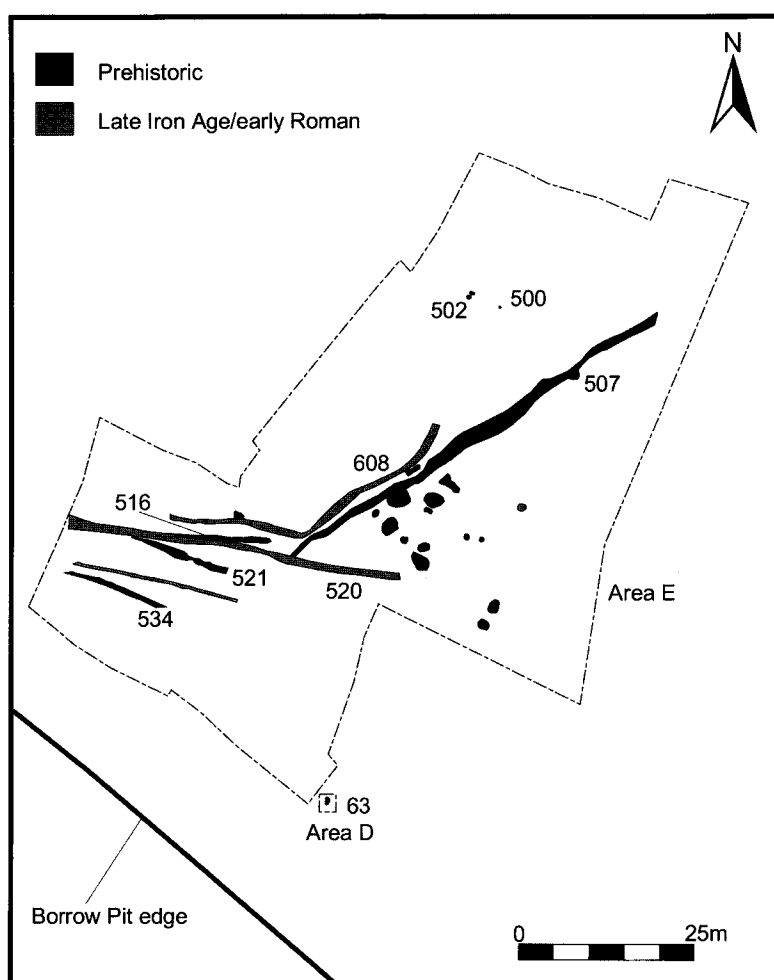 N
Prehistoric
Late Iron Age/early Roman
502
500
507
608
516
521
520
534
Area E
63
Area D
Borrow Pit edge
0
25m